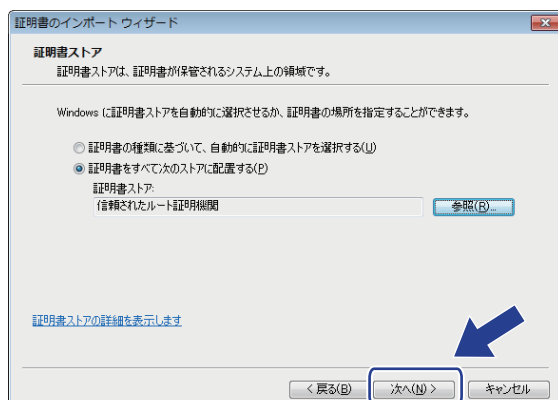 証明書のインポート ウィザード
証明書ストア
証明書ストアは、証明書が保管されるシステム上の領域です。
Windows に証明書ストアを自動的に選択させるか、証明書の場所を指定することができます。
証明書の種類に基づいて、自動的に証明書ストアを選択する(U)
証明書をすべて次のストアに配置する(P)
証明書ストア:
信頼されたルート証明機関
参照(R)...
証明書ストアの詳細を表示します
< 戻る(B)
次へ(N) >
キャンセル